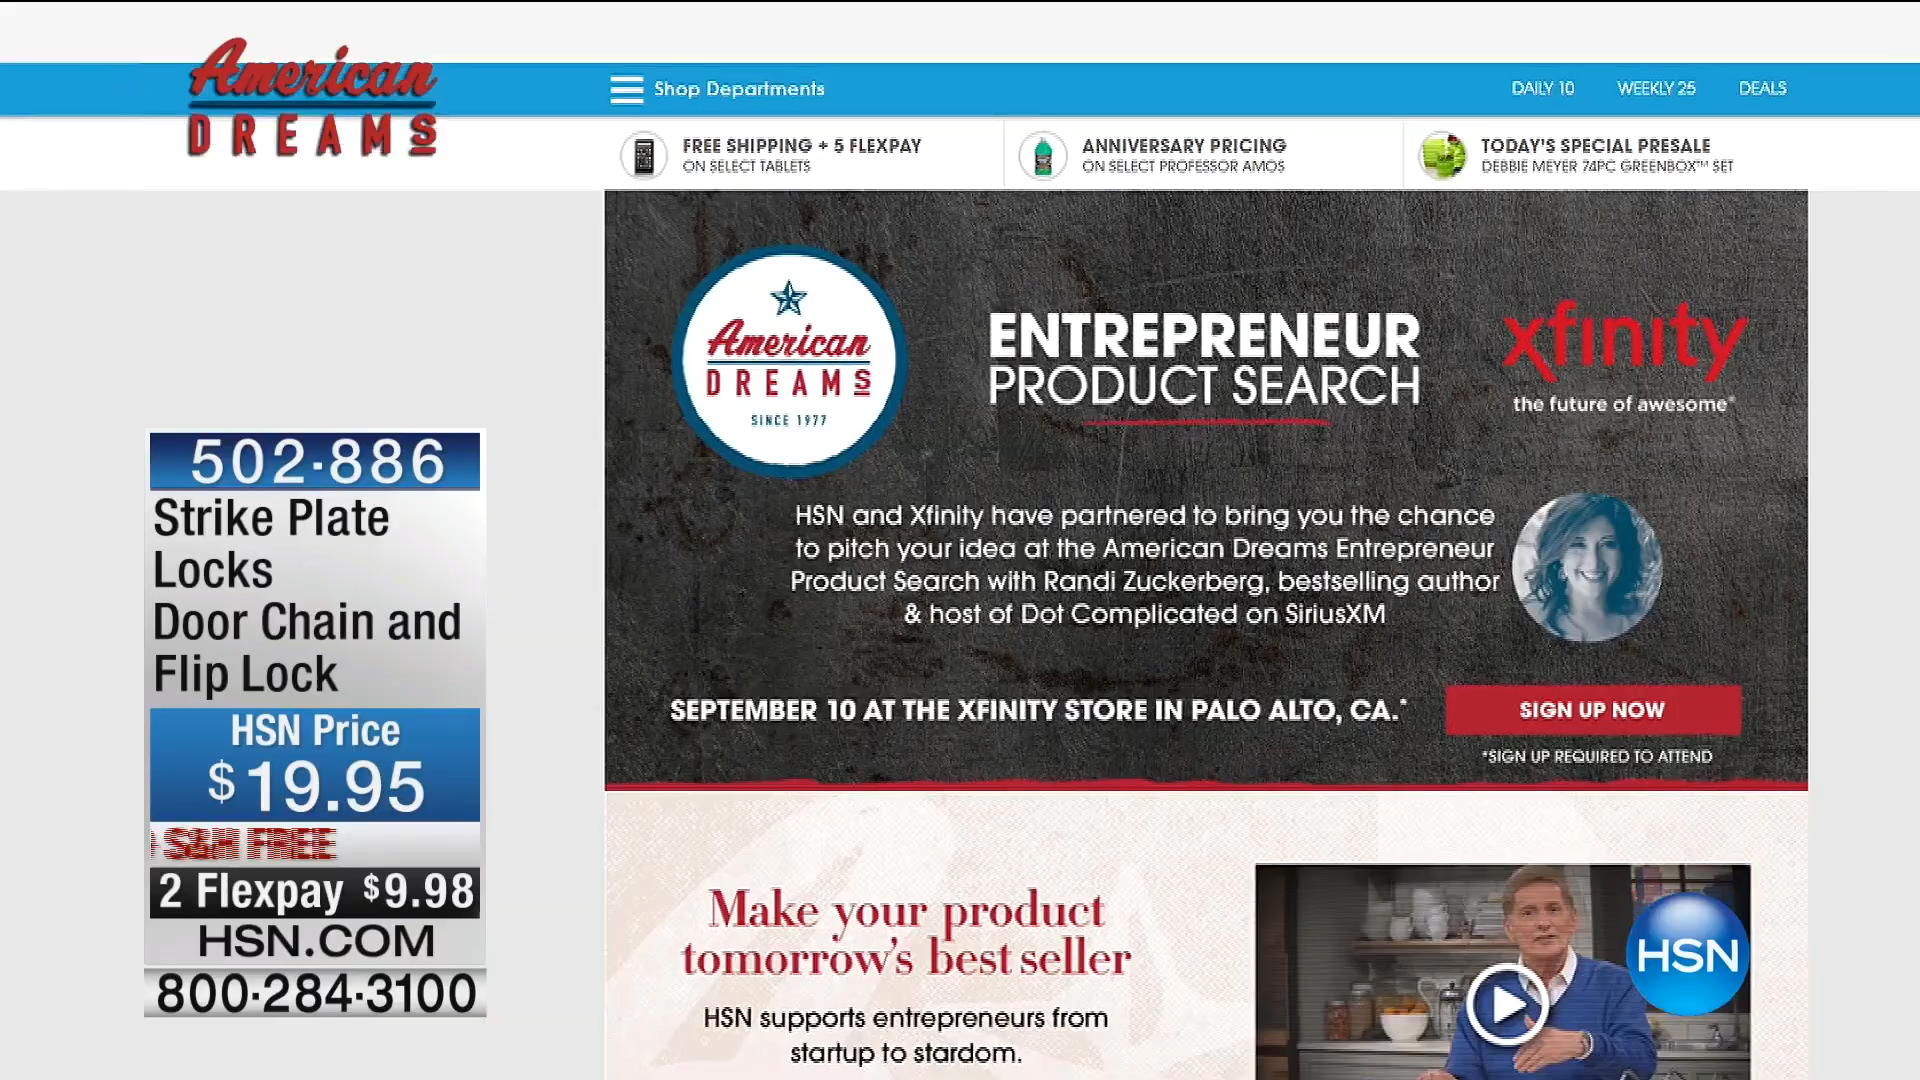 American
DREAMS
Shop Departments
DAILY 10
WEEKLY 25
DEALS
FREE SHIPPING + 5 FLEXPAY
ON SELECT TABLETS
ANNIVERSARY PRICING
ON SELECT PROFESSOR AMOS
TODAY'S SPECIAL PRESALE
DEBBIE MEYER 74PC GREENBOX™ SET
American
DREAMS
SINCE 1977
ENTREPRENEUR
PRODUCT SEARCH
xfinity
the future of awesome®
HSN and Xfinity have partnered to bring you the chance
to pitch your idea at the American Dreams Entrepreneur
Product Search with Randi Zuckerberg, bestselling author
& host of Dot Complicated on SiriusXM
SEPTEMBER 10 AT THE XFINITY STORE IN PALO ALTO, CA.*
SIGN UP NOW
*SIGN UP REQUIRED TO ATTEND
502·886
Strike Plate
Locks
Door Chain and
Flip Lock
HSN Price
$19.95
S&H FREE
2 Flexpay $9.98
HSN.COM
800·284·3100
Make your product
tomorrow's best seller
HSN supports entrepreneurs from
startup to stardom.
HSN